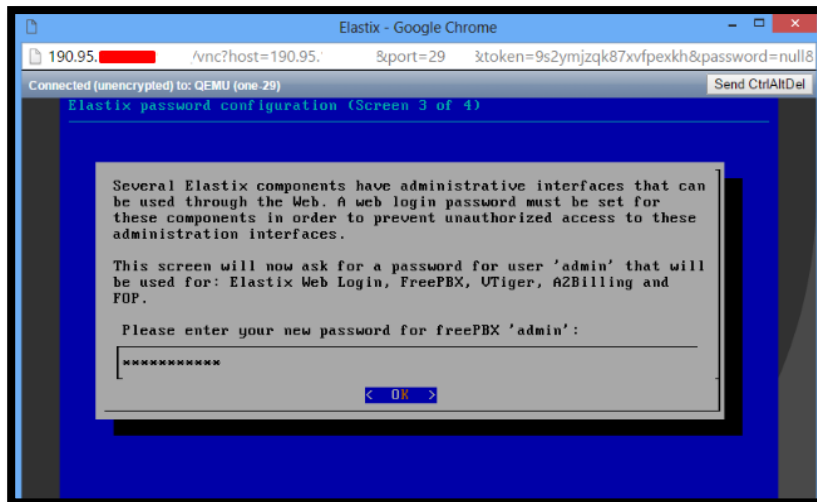 Elastix - Google Chrome
190.95. /vnc?host=190.95. &port=29 &token=9s2ymjzqk87xvfpexkh&password=null&
Connected (unencrypted) to: QEMU (one-29) Send CtrlAltDel
Elastix password configuration (Screen 3 of 4)
Several Elastix components have administrative interfaces that can
be used through the Web. A web login password must be set for
these components in order to prevent unauthorized access to these
administration interfaces.
This screen will now ask for a password for user 'admin' that will
be used for: Elastix Web Login, FreePBX, VTiger, A2Billing and
FOP.
Please enter your new password for freePBX 'admin':
***********
< OK >